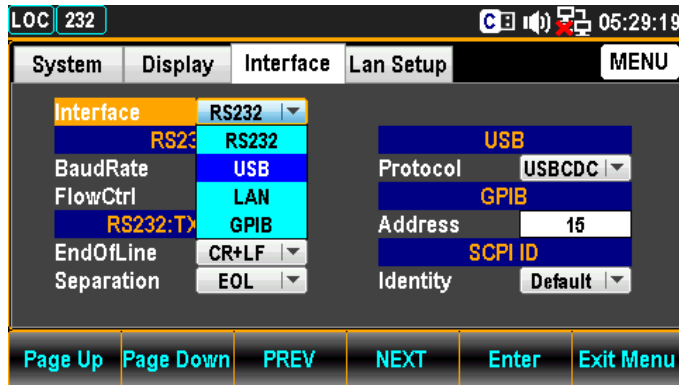 LOC 232 C 05:29:19
System Display Interface Lan Setup MENU
Interface RS232
RS23 RS232 USB
BaudRate USB Protocol USBCDC
FlowCtrl LAN GPIB
RS232:TX GPIB Address 15
EndOfLine CR+LF SCPI ID
Separation EOL Identity Default
Page Up Page Down PREV NEXT Enter Exit Menu